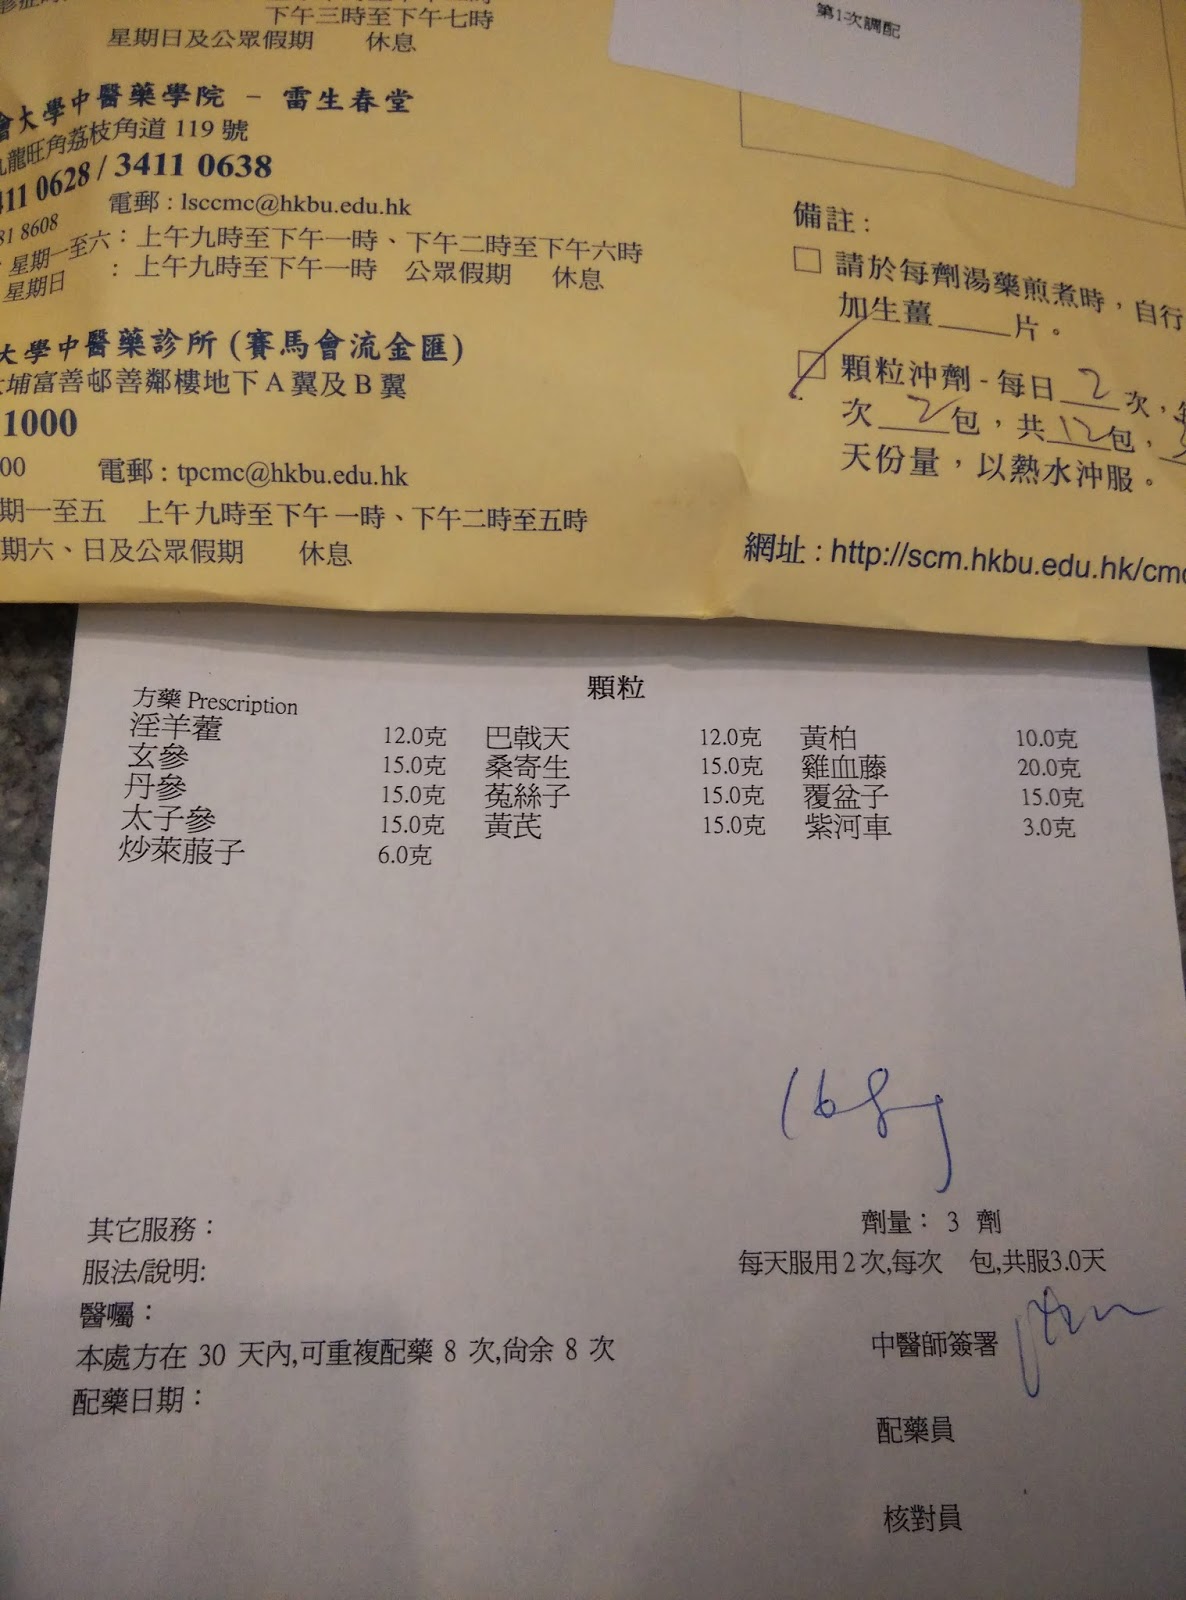 下午三時至下午七時
星期日及公眾假期 休息
會大學中醫藥學院 - 雷生春堂
九龍旺角荔枝角道 119 號
411 0628 / 3411 0638
電郵 : lsccmc@hkbu.edu.hk
81 8608
星期一至六 : 上午九時至下午一時、下午二時至下午六時
星期日 : 上午九時至下午一時 公眾假期 休息
大學中醫藥診所 (賽馬會流金匯)
大埔富善邨善鄰樓地下 A 翼及 B 翼
1000
00 電郵 : tpcmc@hkbu.edu.hk
期一至五 上午九時至下午一時、下午二時至五時
期六、日及公眾假期 休息
第1次調配
備註 :
□ 請於每劑湯藥煎煮時，自行
加生薑____片。
☑ 顆粒沖劑 - 每日 2 次，每
次 2 包，共 12 包，3
天份量，以熱水沖服。
網址 : http://scm.hkbu.edu.hk/cmc
顆粒
方藥 Prescription
淫羊藿 12.0克 巴戟天 12.0克 黃柏 10.0克
玄參 15.0克 桑寄生 15.0克 雞血藤 20.0克
丹參 15.0克 菟絲子 15.0克 覆盆子 15.0克
太子參 15.0克 黃芪 15.0克 紫河車 3.0克
炒萊菔子 6.0克
168g
其它服務：
劑量： 3 劑
服法/說明:
每天服用 2 次,每次 包,共服3.0天
醫囑：
中醫師簽署
本處方在 30 天內,可重複配藥 8 次,尚余 8 次
配藥日期：
配藥員
核對員